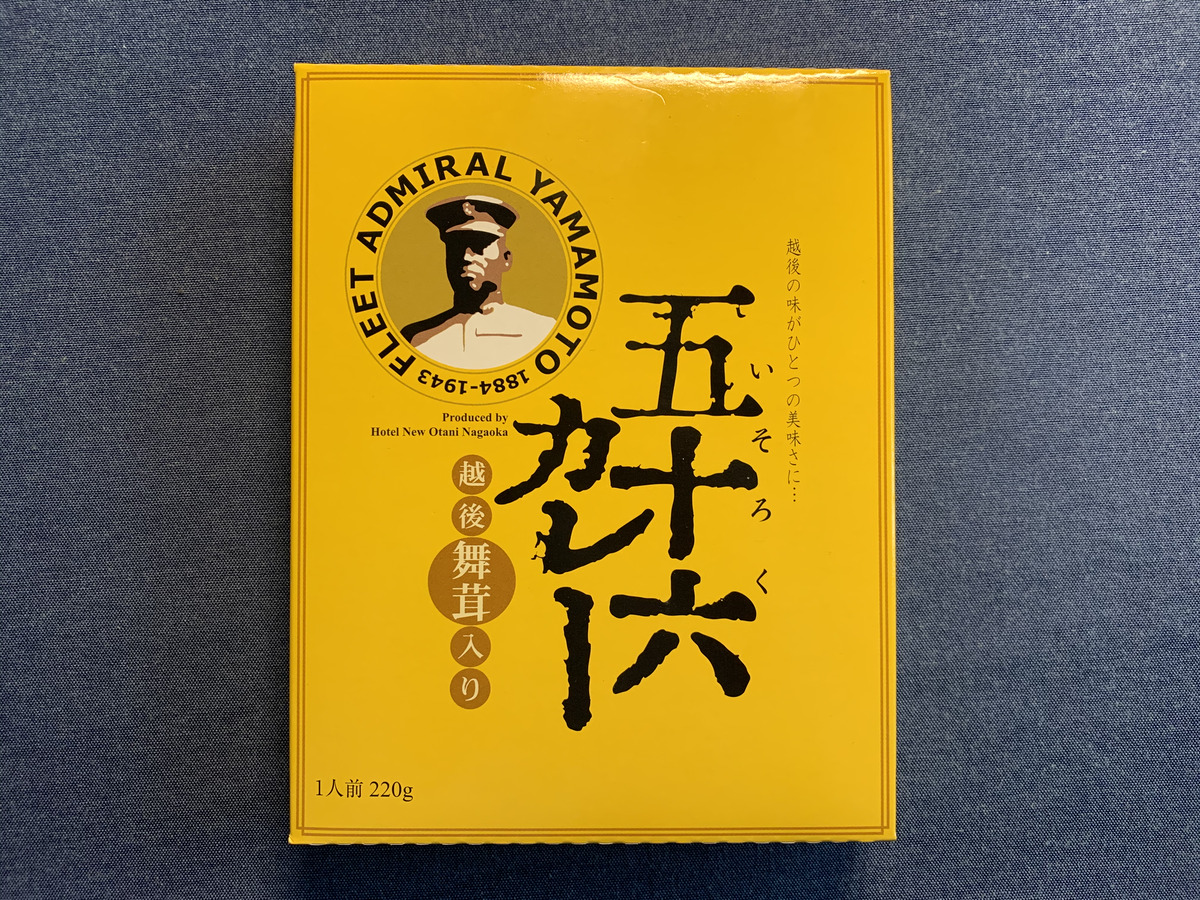 FLEET ADMIRAL YAMAMOTO
1884-1943
Produced by
Hotel New Otani Nagaoka
越後の味がひとつの美味さに…
五十六
いそろく
カレー
越後舞茸入り
1人前 220g